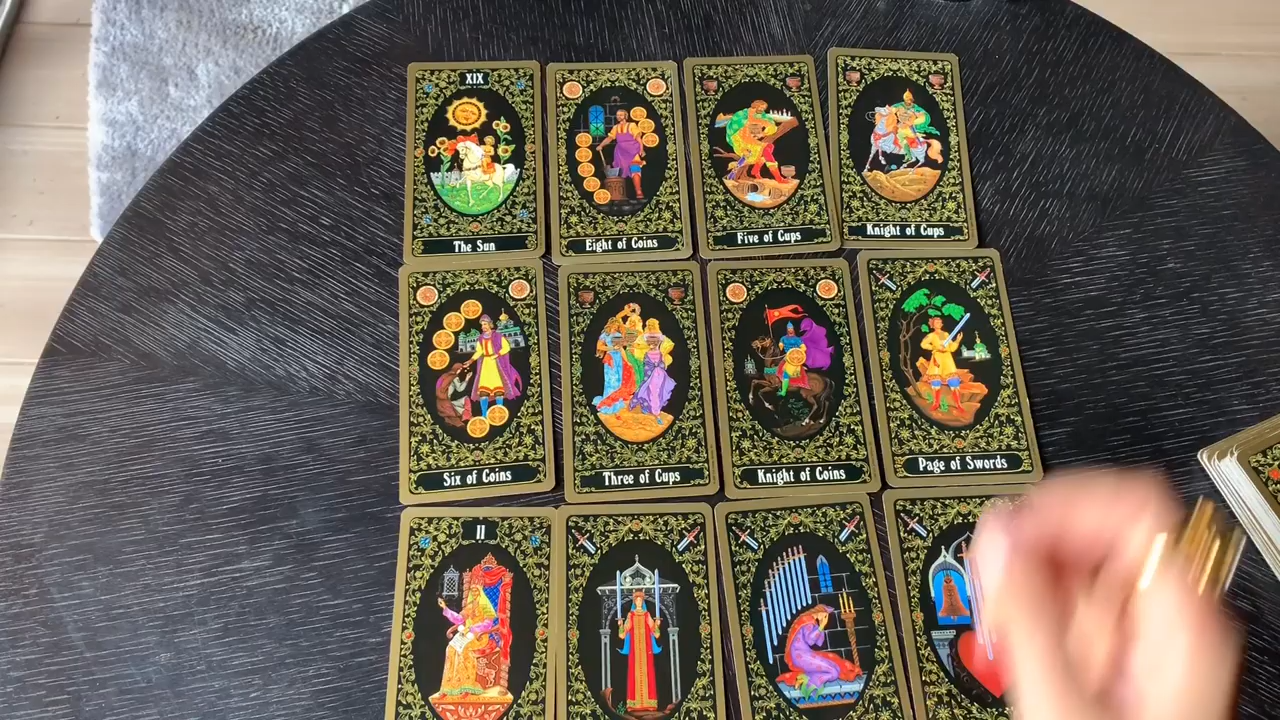 XIX
The Sun
Eight of Coins
Five of Cups
Knight of Cups
Six of Coins
Three of Cups
Knight of Coins
Page of Swords
II